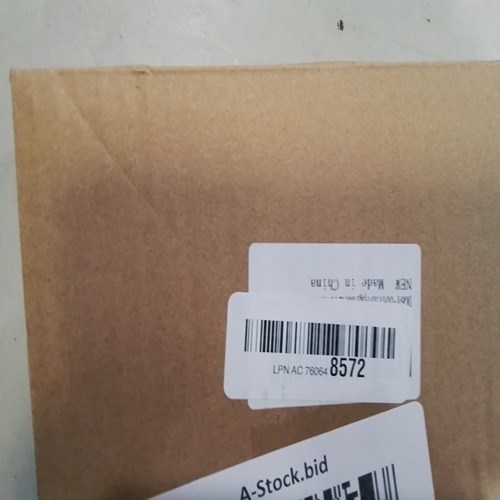 NEW Made in China
LPN AC 76064 8572
A-Stock.bid